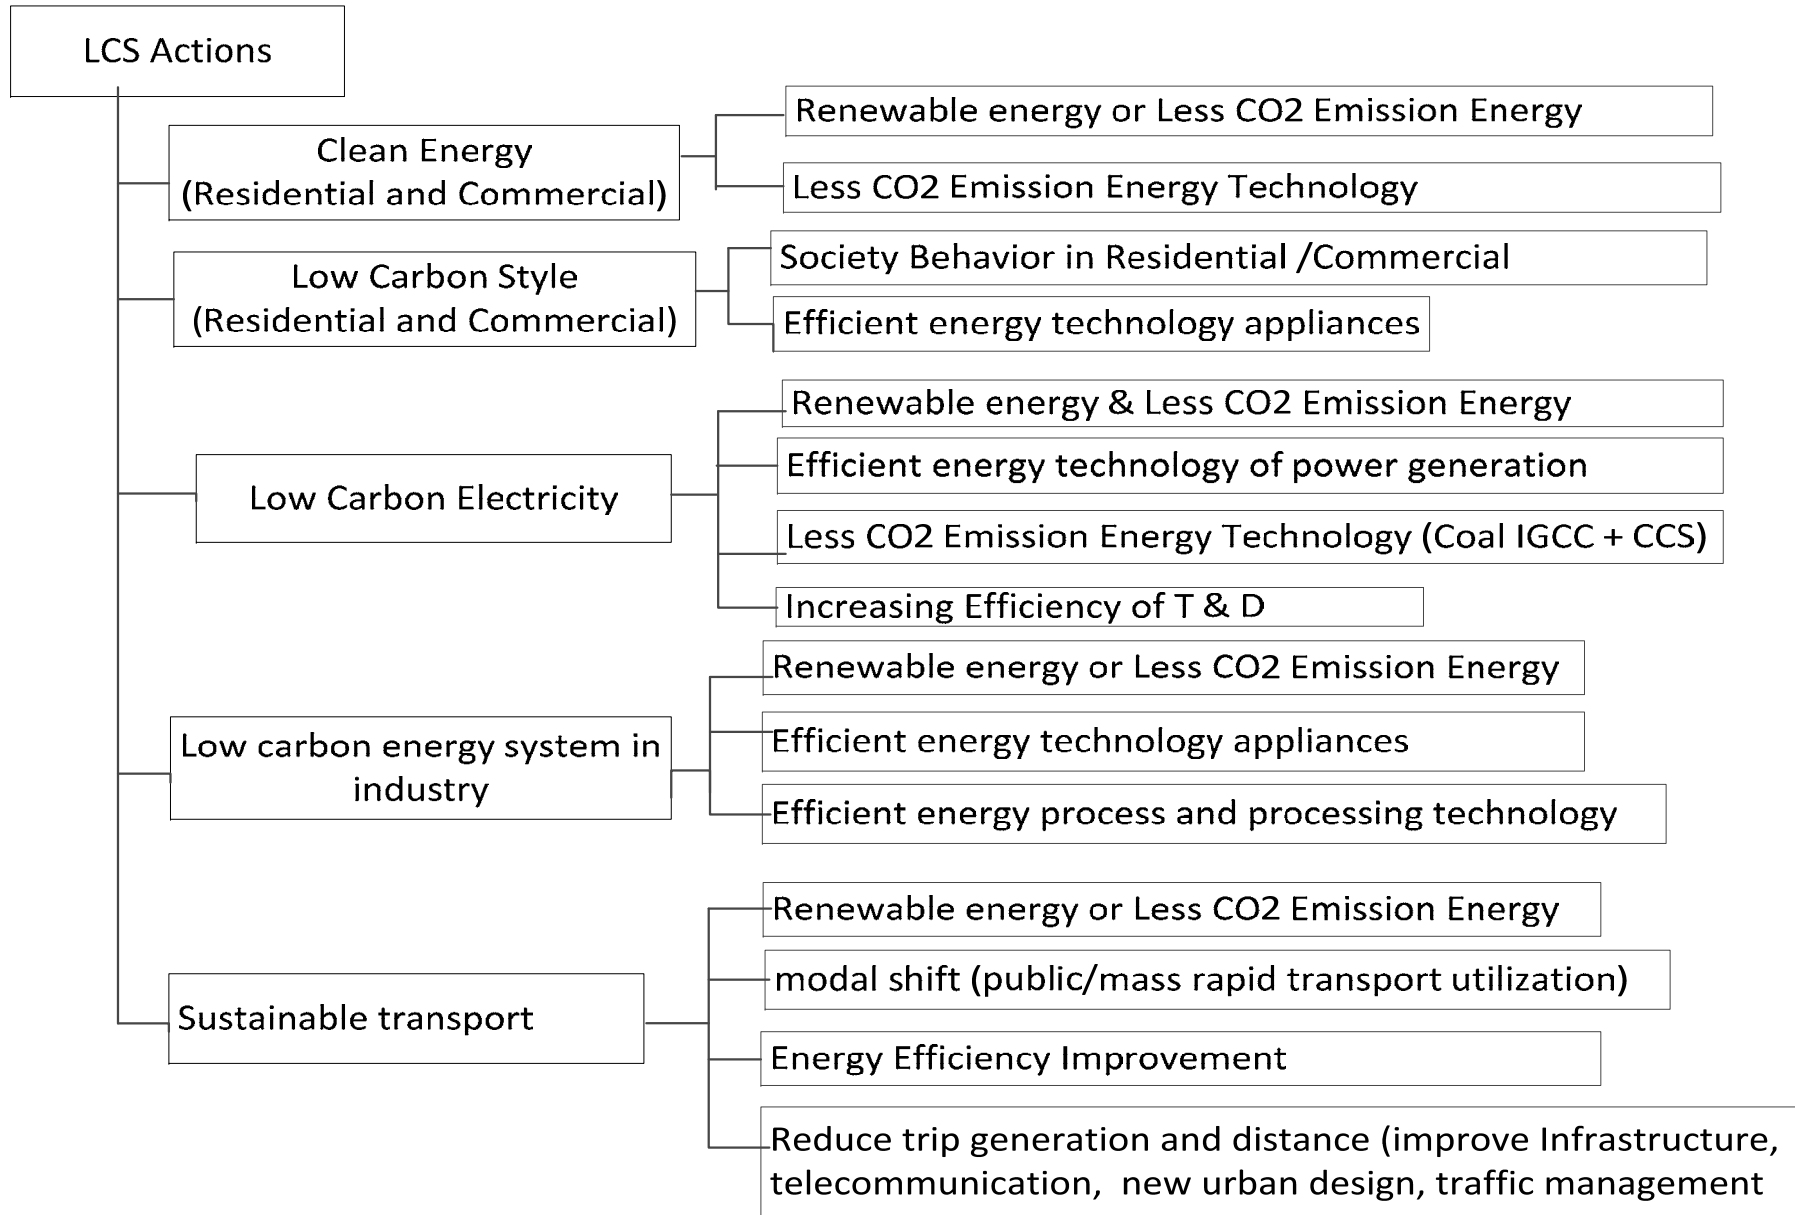 LCS Actions
Clean Energy
(Residential and Commercial)
Renewable energy or Less CO2 Emission Energy
Less CO2 Emission Energy Technology
Low Carbon Style
(Residential and Commercial)
Society Behavior in Residential /Commercial
Efficient energy technology appliances
Low Carbon Electricity
Renewable energy & Less CO2 Emission Energy
Efficient energy technology of power generation
Less CO2 Emission Energy Technology (Coal IGCC + CCS)
Increasing Efficiency of T & D
Low carbon energy system in
industry
Renewable energy or Less CO2 Emission Energy
Efficient energy technology appliances
Efficient energy process and processing technology
Sustainable transport
Renewable energy or Less CO2 Emission Energy
modal shift (public/mass rapid transport utilization)
Energy Efficiency Improvement
Reduce trip generation and distance (improve Infrastructure,
telecommunication,  new urban design, traffic management